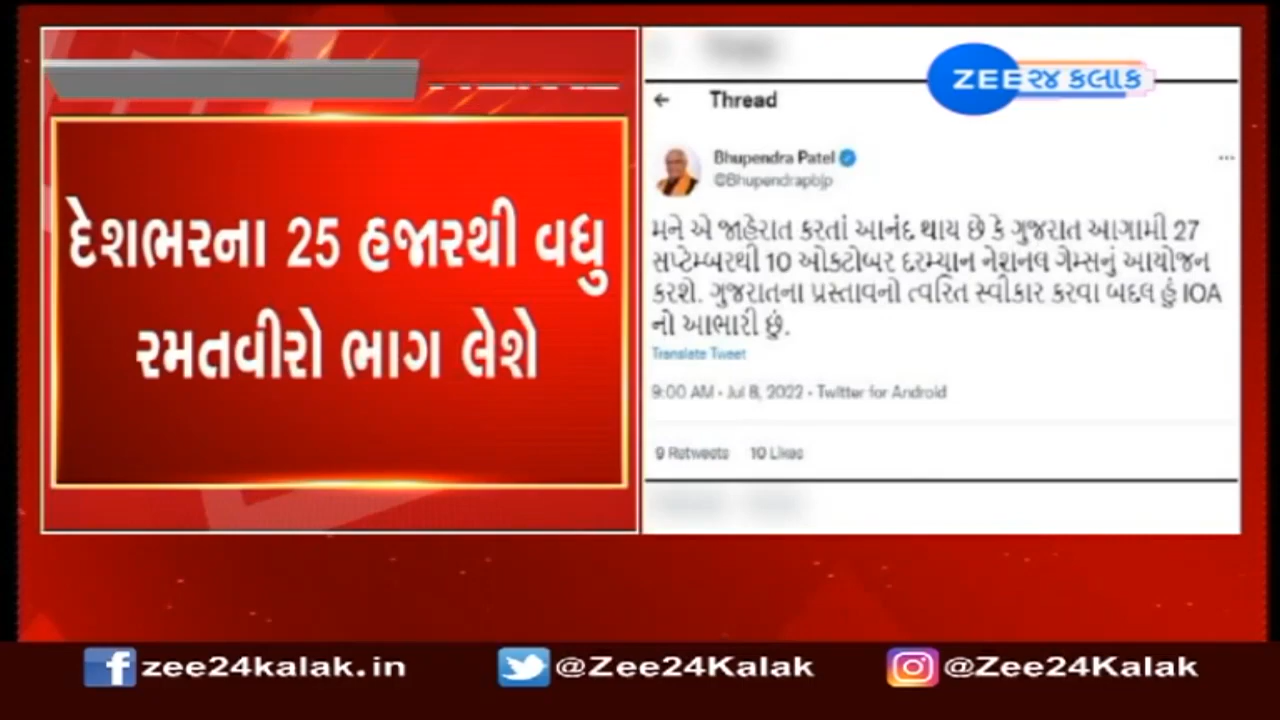 દેશભરના 25 હજારથી વધુ
રમતવીરો ભાગ લેશે
ZEE ૨૪ કલાક
Thread
Bhupendra Patel
@Bhupendrapbjp
મને એ જાહેરાત કરતાં આનંદ થાય છે કે ગુજરાત આગામી 27
સપ્ટેમ્બરથી 10 ઓક્ટોબર દરમ્યાન નેશનલ ગેમ્સનું આયોજન
કરશે. ગુજરાતના પ્રસ્તાવનો ત્વરિત સ્વીકાર કરવા બદલ હું IOA
નો આભારી છું.
Translate Tweet
9:00 AM · Jul 8, 2022 · Twitter for Android
9 Retweets 10 Likes
zee24kalak.in @Zee24Kalak @Zee24Kalak